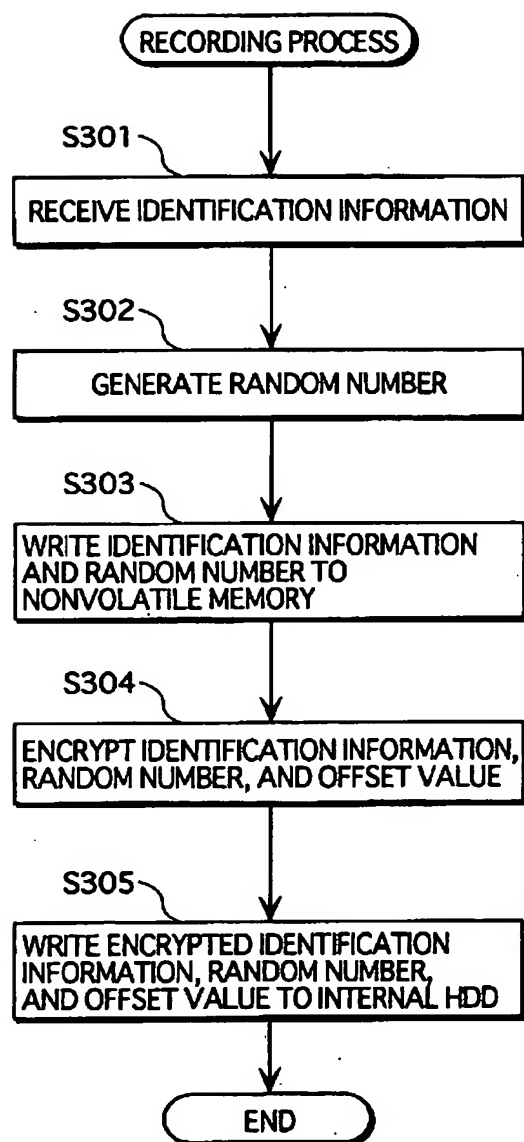 RECORDING PROCESS
S301
RECEIVE IDENTIFICATION INFORMATION
S302
GENERATE RANDOM NUMBER
S303
WRITE IDENTIFICATION INFORMATION
AND RANDOM NUMBER TO
NONVOLATILE MEMORY
S304
ENCRYPT IDENTIFICATION INFORMATION,
RANDOM NUMBER, AND OFFSET VALUE
S305
WRITE ENCRYPTED IDENTIFICATION
INFORMATION, RANDOM NUMBER,
AND OFFSET VALUE TO INTERNAL HDD
END